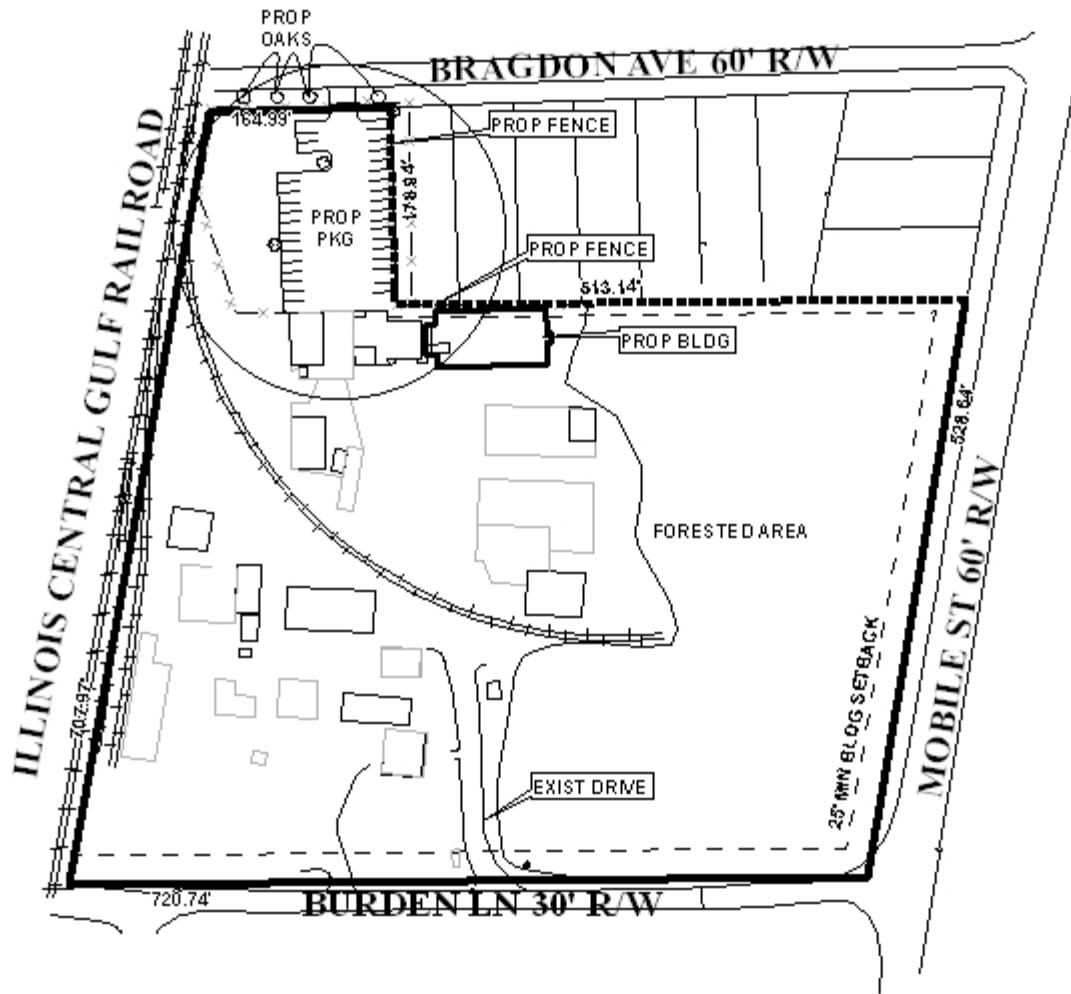 PROP
OAKS
BRAGDON AVE 60' R/W
164.99'
PROP FENCE
178.94'
PROP
PKG
PROP FENCE
513.14'
PROP BLDG
ILLINOIS CENTRAL GULF RAILROAD
528.64'
FORESTED AREA
MOBILE ST 60' R/W
25' MIN BLDG SETBACK
707.97'
EXIST DRIVE
720.74'
BURDEN LN 30' R/W